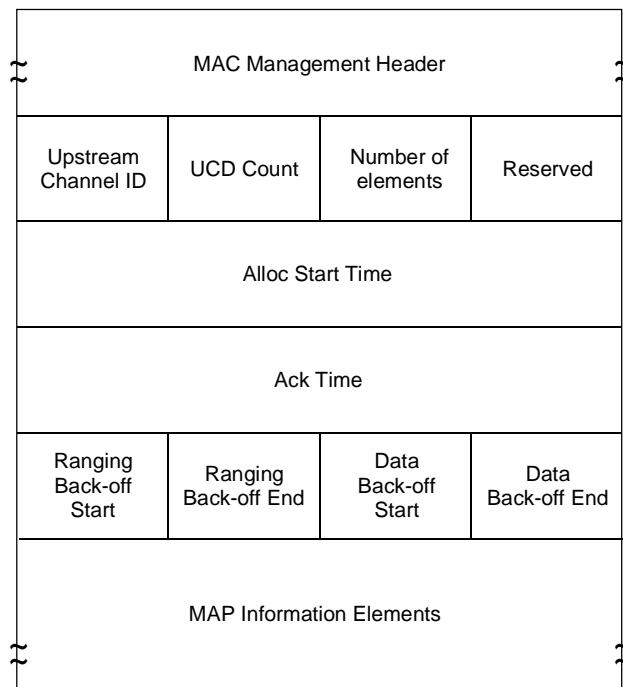 MAC Management Header
Upstream
Channel ID
UCD Count
Number of
elements
Reserved
Alloc Start Time
Ack Time
Ranging
Back-off
Start
Ranging
Back-off End
Data
Back-off
Start
Data
Back-off End
MAP Information Elements